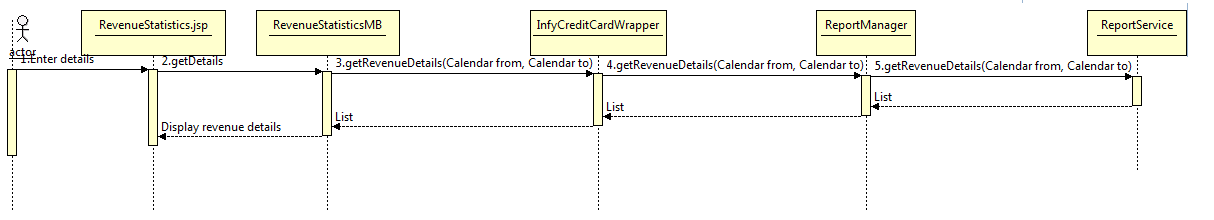 RevenueStatistics.jsp
RevenueStatisticsMB
InfyCreditCardWrapper
ReportManager
ReportService
actor
1.Enter details
2.getDetails
3.getRevenueDetails(Calendar from, Calendar to)
4.getRevenueDetails(Calendar from, Calendar to)
5.getRevenueDetails(Calendar from, Calendar to)
List
List
List
Display revenue details